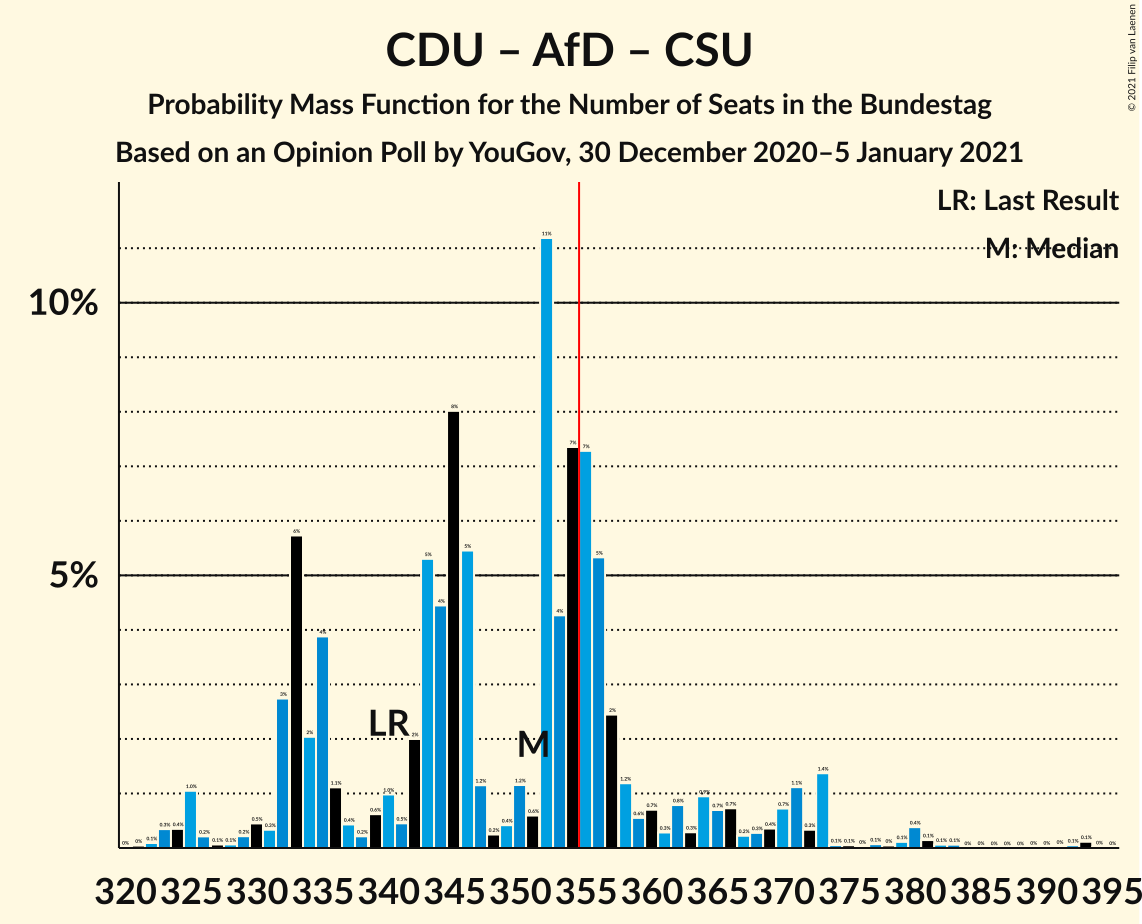 CDU – AfD – CSU
Probability Mass Function for the Number of Seats in the Bundestag
Based on an Opinion Poll by YouGov, 30 December 2020–5 January 2021
© 2021 Filip van Laenen
LR: Last Result
M: Median
10%
5%
0% 0% 0.1% 0.3% 0.4% 1.0% 0.2% 0.1% 0.1% 0.2% 0.5% 0.3% 3% 6% 2% 4% 1.1% 0.4% 0.2% 0.6% 1.0% 0.5% 2% 5% 4% 8% 5% 1.2% 0.2% 0.4% 1.2% 0.6% 11% 4% 7% 7% 5% 2% 1.2% 0.6% 0.7% 0.3% 0.8% 0.3% 0.9% 0.7% 0.7% 0.2% 0.3% 0.4% 0.7% 1.1% 0.3% 1.4% 0.1% 0.1% 0% 0.1% 0% 0.1% 0.4% 0.1% 0.1% 0.1% 0% 0% 0% 0% 0% 0% 0% 0% 0.1% 0.1% 0% 0%
LR
M
320 325 330 335 340 345 350 355 360 365 370 375 380 385 390 395